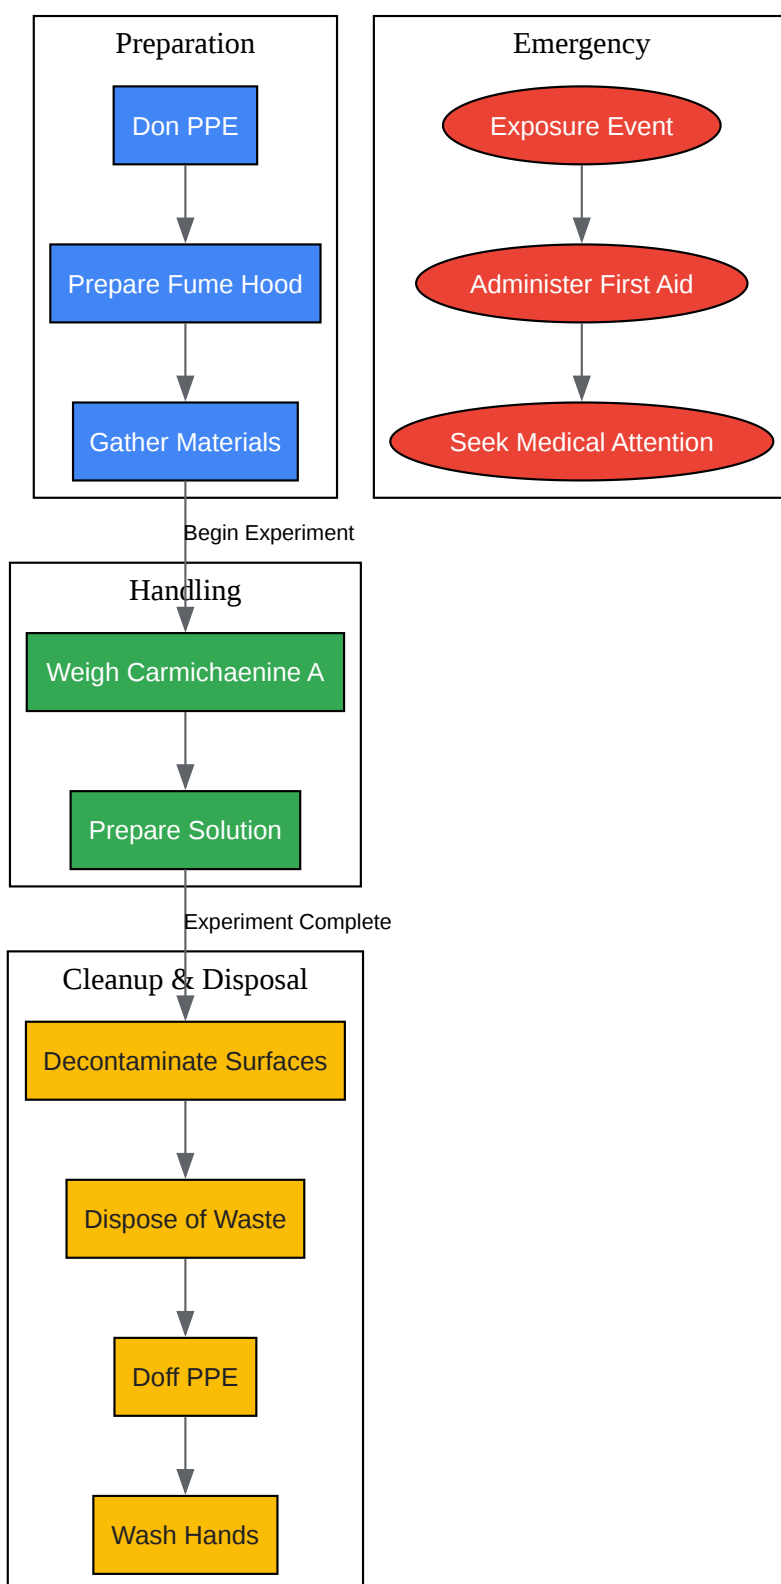 Preparation
Don PPE
Prepare Fume Hood
Gather Materials
Emergency
Exposure Event
Administer First Aid
Seek Medical Attention
Begin Experiment
Handling
Weigh Carmichaenine A
Prepare Solution
Experiment Complete
Cleanup & Disposal
Decontaminate Surfaces
Dispose of Waste
Doff PPE
Wash Hands